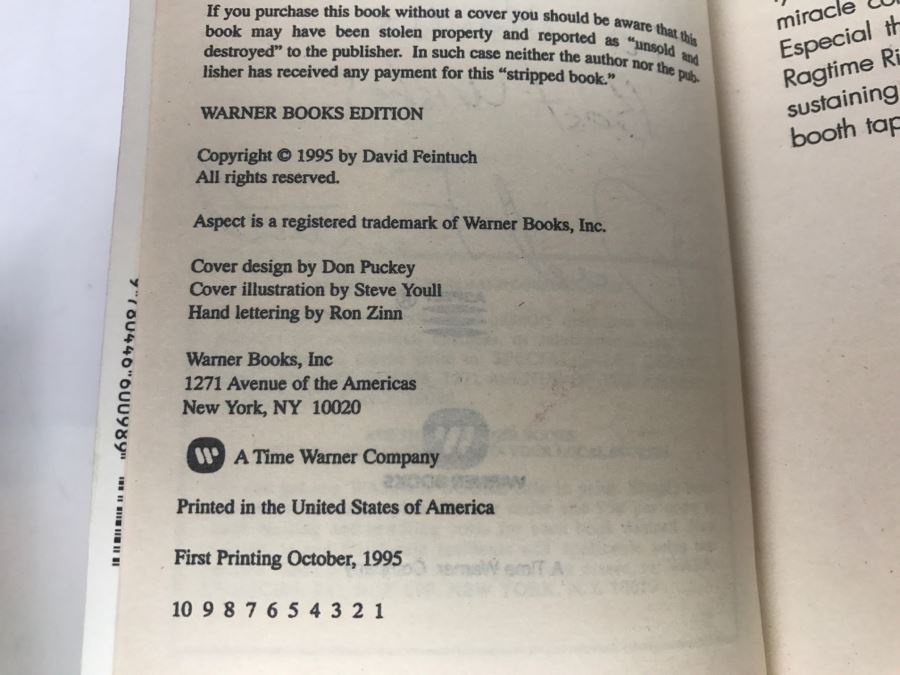 If you purchase this book without a cover you should be aware that this
book may have been stolen property and reported as “unsold and
destroyed” to the publisher. In such case neither the author nor the pub-
lisher has received any payment for this “stripped book.”
WARNER BOOKS EDITION
Copyright © 1995 by David Feintuch
All rights reserved.
Aspect is a registered trademark of Warner Books, Inc.
Cover design by Don Puckey
Cover illustration by Steve Youll
Hand lettering by Ron Zinn
Warner Books, Inc
1271 Avenue of the Americas
New York, NY 10020
A Time Warner Company
Printed in the United States of America
First Printing October, 1995
10 9 8 7 6 5 4 3 2 1
9 780446 600989
miracle
Especial
Ragtime
sustaining
booth